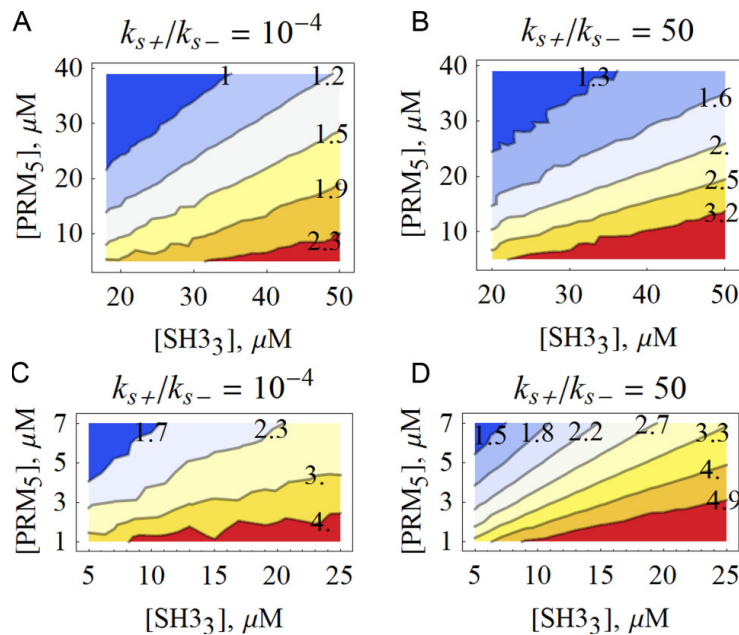 A
k_{s+}/k_{s-} = 10^{-4}
B
k_{s+}/k_{s-} = 50
[PRM_5], μM
40
30
20
10
1
1.2
1.5
1.9
2.3
20 30 40 50
[SH3_3], μM
[PRM_5], μM
40
30
20
10
1.3
1.6
2.
2.5
3.2
20 30 40 50
[SH3_3], μM
C
k_{s+}/k_{s-} = 10^{-4}
D
k_{s+}/k_{s-} = 50
[PRM_5], μM
7
5
3
1
1.7
2.3
3.
4.
5 10 15 20 25
[SH3_3], μM
[PRM_5], μM
7
5
3
1
1.5 1.8 2.2 2.7 3.3
4.
4.9
5 10 15 20 25
[SH3_3], μM